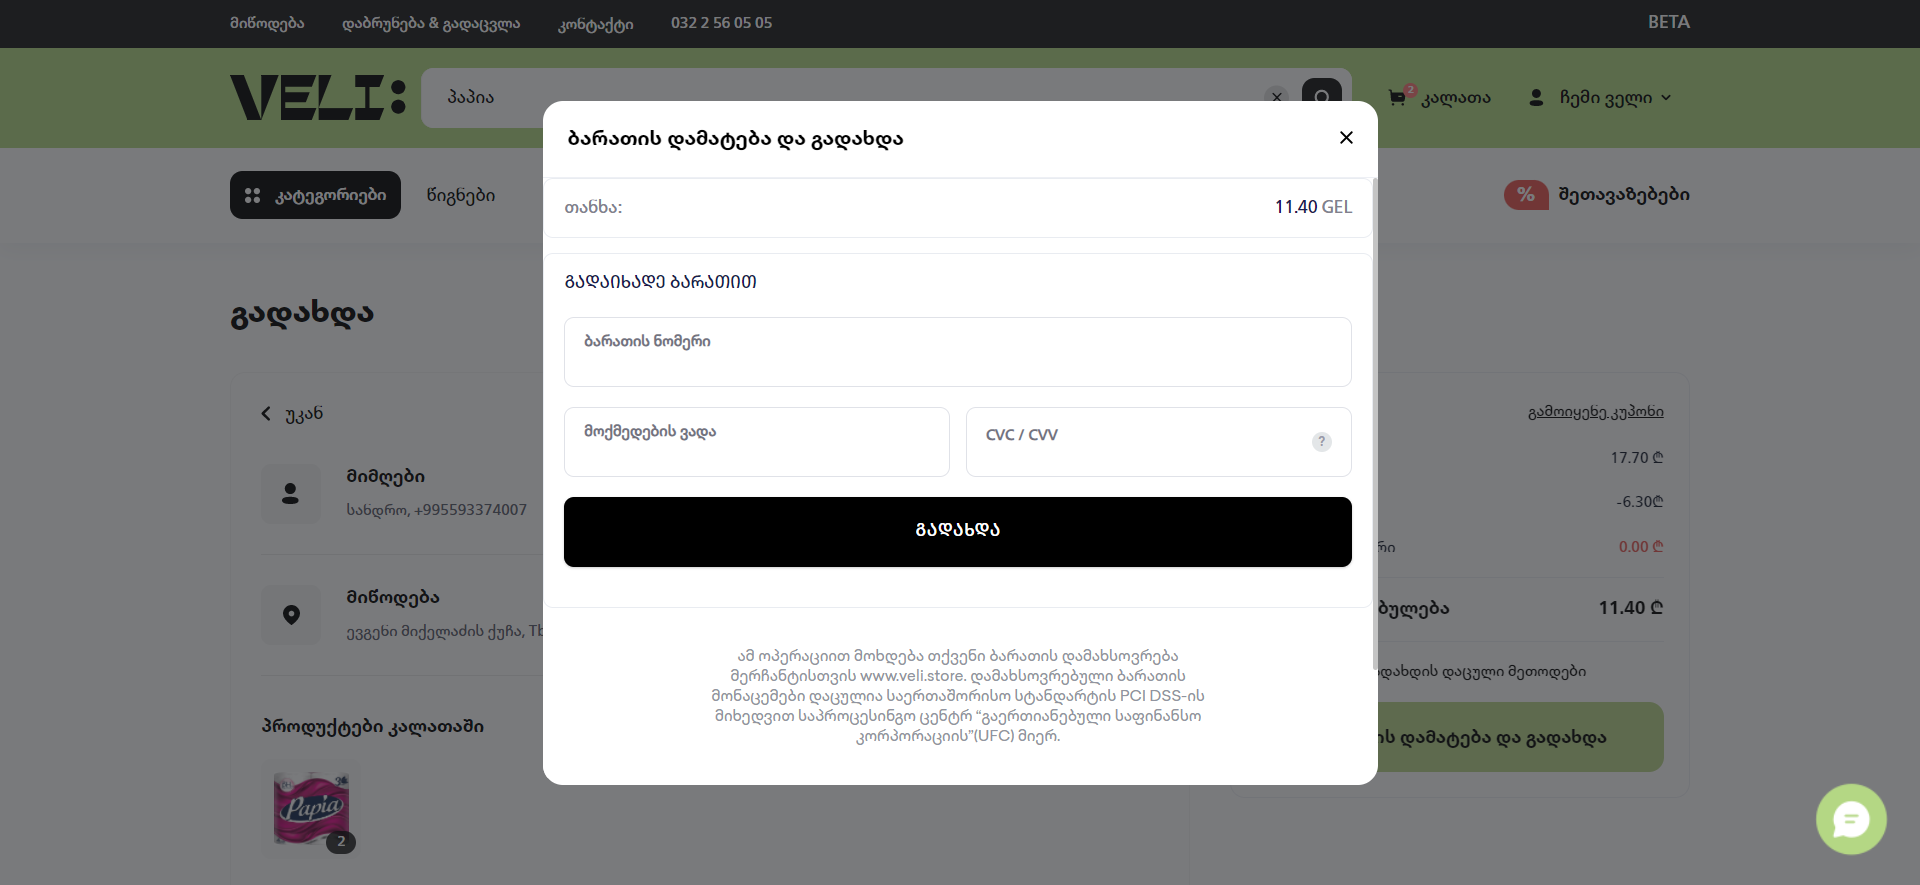 მიწოდება
დაბრუნება & გადაცვლა
კონტაქტი
032 2 56 05 05
BETA
VELI:
პაპია
2
კალათა
ჩემი ველი
კატეგორიები
წიგნები
%
შეთავაზებები
გადახდა
უკან
მიმღები
სახდრო, +995593374007
მიწოდება
ევგენი მიქელაძის ქუჩა, Tb
პროდუქტები კალათაში
Papia
2
ბარათის დამატება და გადახდა
თანხა:
11.40 GEL
გადაიხადე ბარათით
ბარათის ნომერი
მოქმედების ვადა
CVC / CVV
?
გადახდა
ამ ოპერაციით მოხდება თქვენი ბარათის დამახსოვრება
მერჩანტისთვის www.veli.store. დამახსოვრებული ბარათის
მონაცემები დაცულია საერთაშორისო სტანდარტის PCI DSS-ის
მიხედვით საპროცესინგო ცენტრ “გაერთიანებული საფინანსო
კორპორაციის”(UFC) მიერ.
გამოიყენე კუპონი
17.70 ₾
-6.30₾
რი
0.00 ₾
ბულება
11.40 ₾
დახდის დაცული მეთოდები
ის დამატება და გადახდა